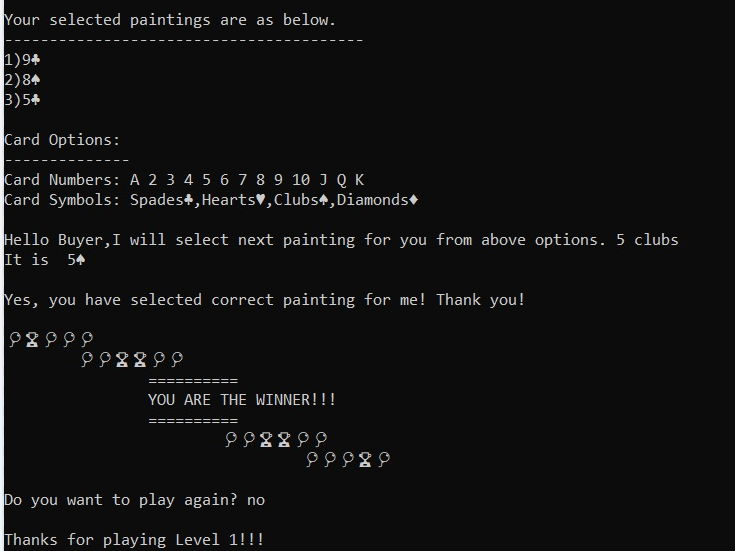 Your selected paintings are as below.
----------------------------------------
1)9♣
2)8♠
3)5♣
Card Options:
--------------
Card Numbers: A 2 3 4 5 6 7 8 9 10 J Q K
Card Symbols: Spades♣,Hearts♥,Clubs♠,Diamonds♦
Hello Buyer,I will select next painting for you from above options. 5 clubs
It is  5♠
Yes, you have selected correct painting for me! Thank you!
🎈🏆🎈🎈🎈
🎈🎈🏆🏆🎈🎈
==========
YOU ARE THE WINNER!!!
==========
🎈🎈🏆🏆🎈🎈
🎈🎈🎈🏆🎈
Do you want to play again? no
Thanks for playing Level 1!!!